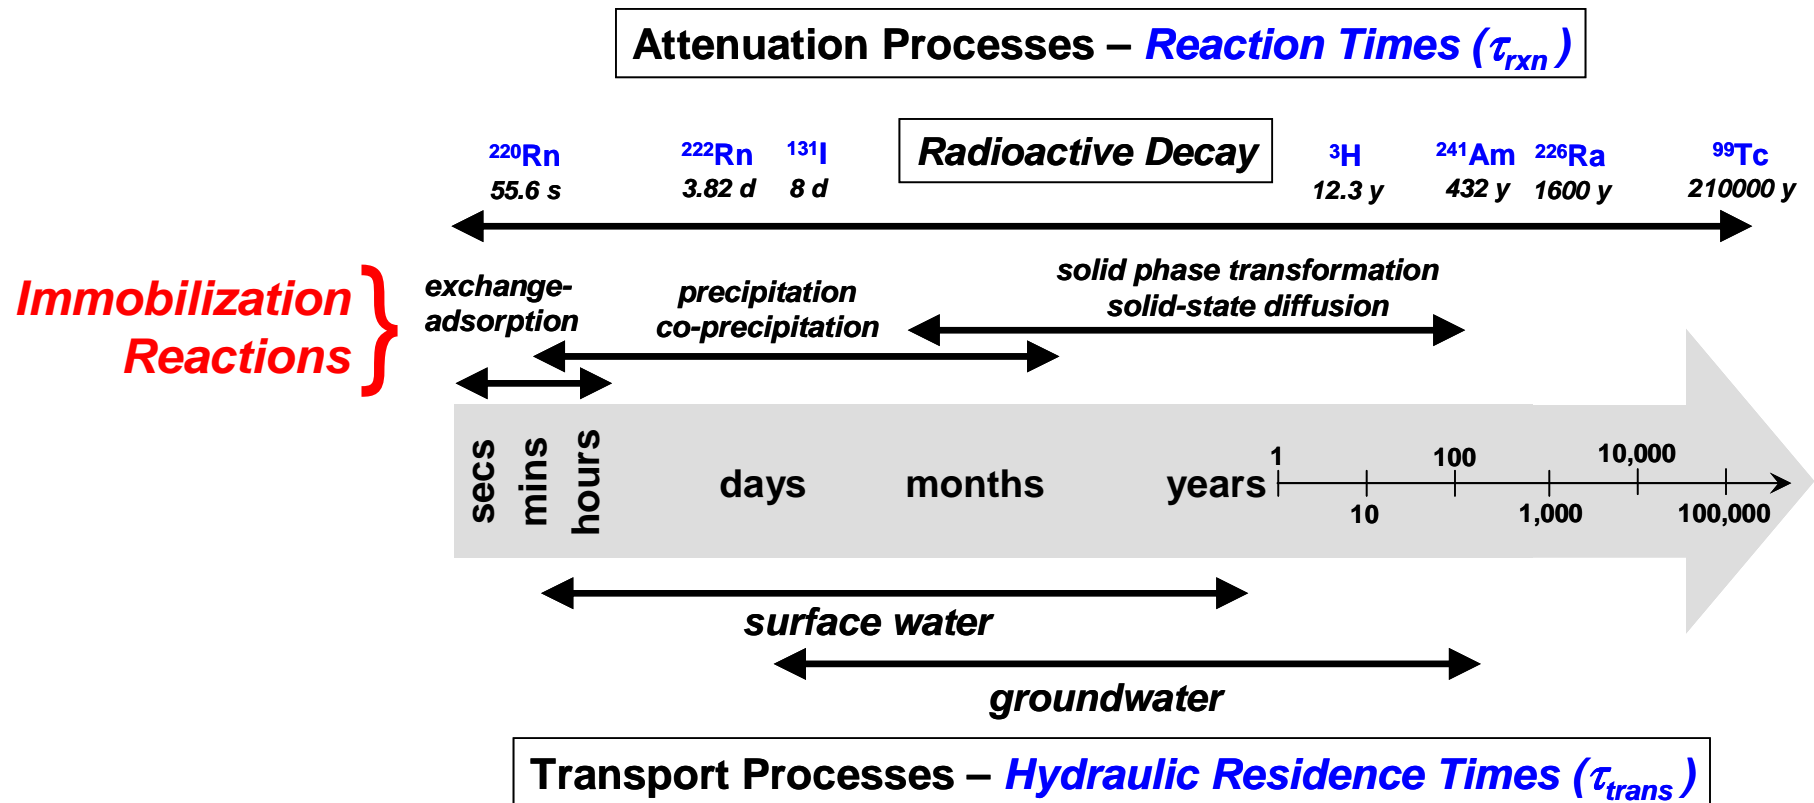 Attenuation Processes – Reaction Times (τrxn)
Radioactive Decay
220Rn
55.6 s
222Rn
3.82 d
131I
8 d
3H
12.3 y
241Am
432 y
226Ra
1600 y
99Tc
210000 y
Immobilization
Reactions
exchange-
adsorption
precipitation
co-precipitation
solid phase transformation
solid-state diffusion
secs
mins
hours
days
months
years
1
10
100
1,000
10,000
100,000
surface water
groundwater
Transport Processes – Hydraulic Residence Times (τtrans)